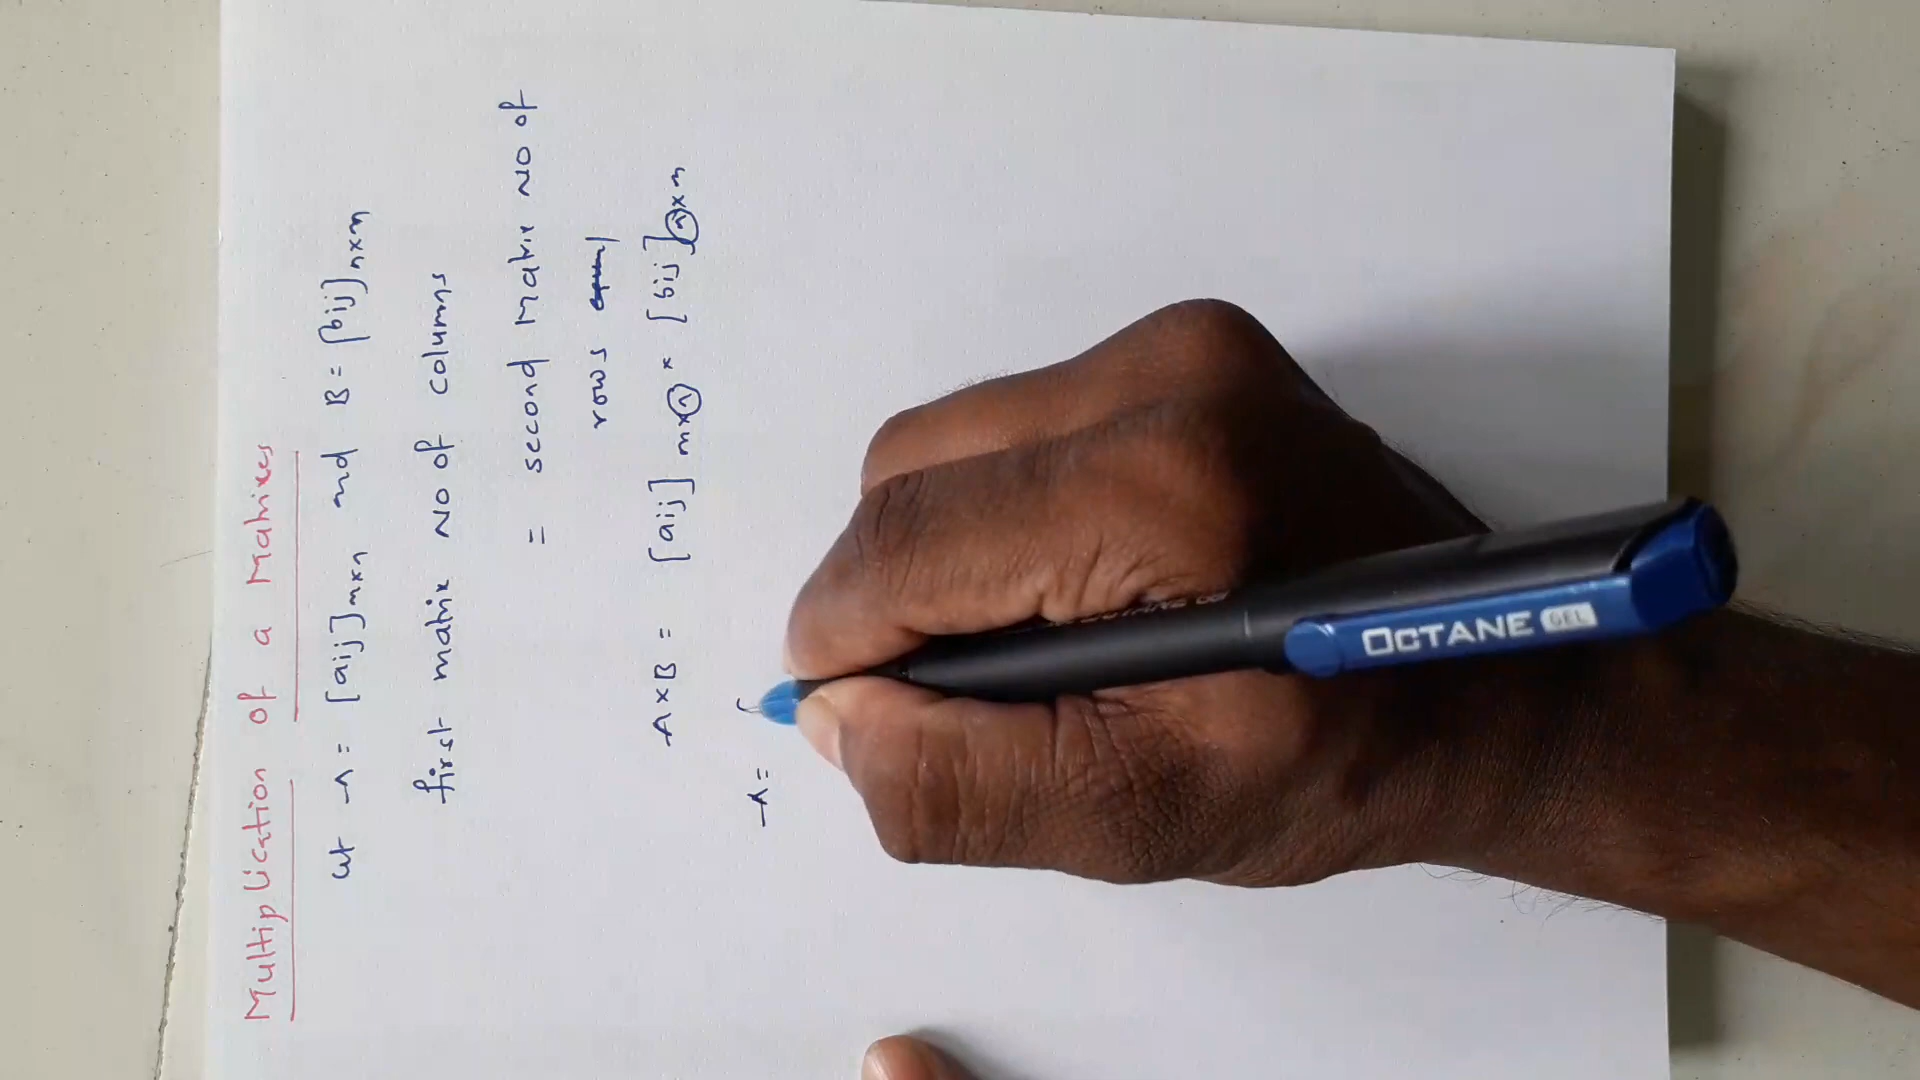 Multiplication of a Matrixes
let A = [aij]mxn and B = [bij]nxm
first matrix No of columns
= second matrix No of
rows
AxB = [aij] mxn x [bij]nxm
A = [
OCTANE GEL